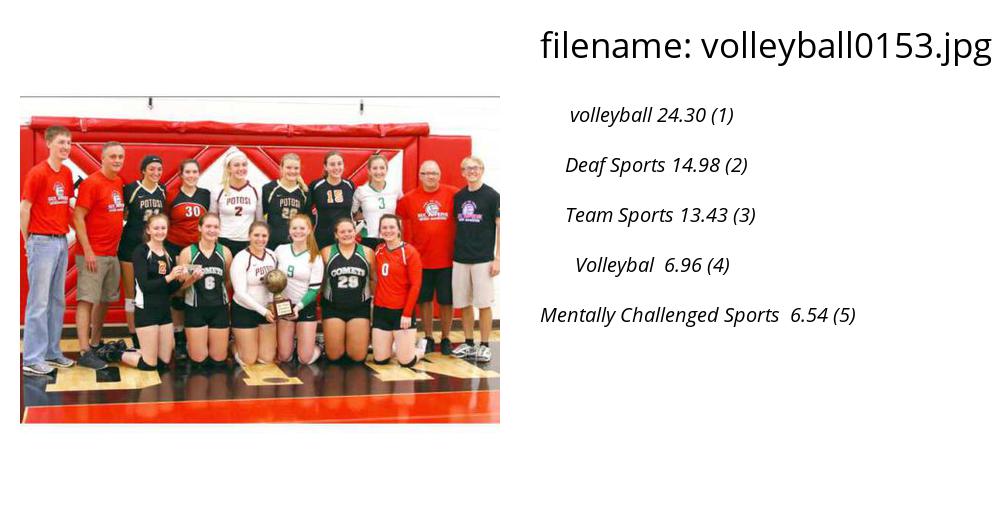 filename: volleyball0153.jpg
volleyball 24.30 (1)
Deaf Sports 14.98 (2)
Team Sports 13.43 (3)
Volleybal 6.96 (4)
Mentally Challenged Sports 6.54 (5)
30
POTOSI
2
POTOSI
15
3
COMETS
6
POTOSI
9
COMETS
29
0